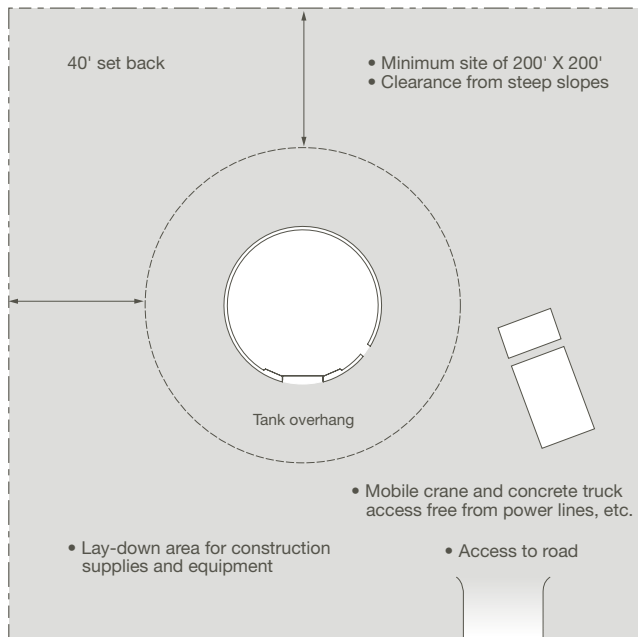 40' set back
• Minimum site of 200' X 200'
• Clearance from steep slopes
Tank overhang
• Mobile crane and concrete truck
access free from power lines, etc.
• Lay-down area for construction
supplies and equipment
• Access to road